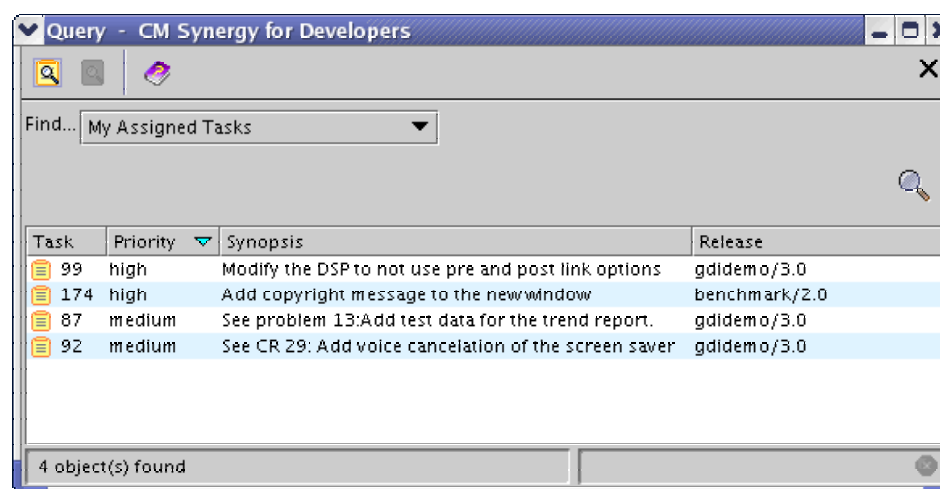 Query - CM Synergy for Developers
Find... My Assigned Tasks
Task Priority Synopsis Release
99 high Modify the DSP to not use pre and post link options gdidemo/3.0
174 high Add copyright message to the new window benchmark/2.0
87 medium See problem 13:Add test data for the trend report. gdidemo/3.0
92 medium See CR 29: Add voice cancelation of the screen saver gdidemo/3.0
4 object(s) found